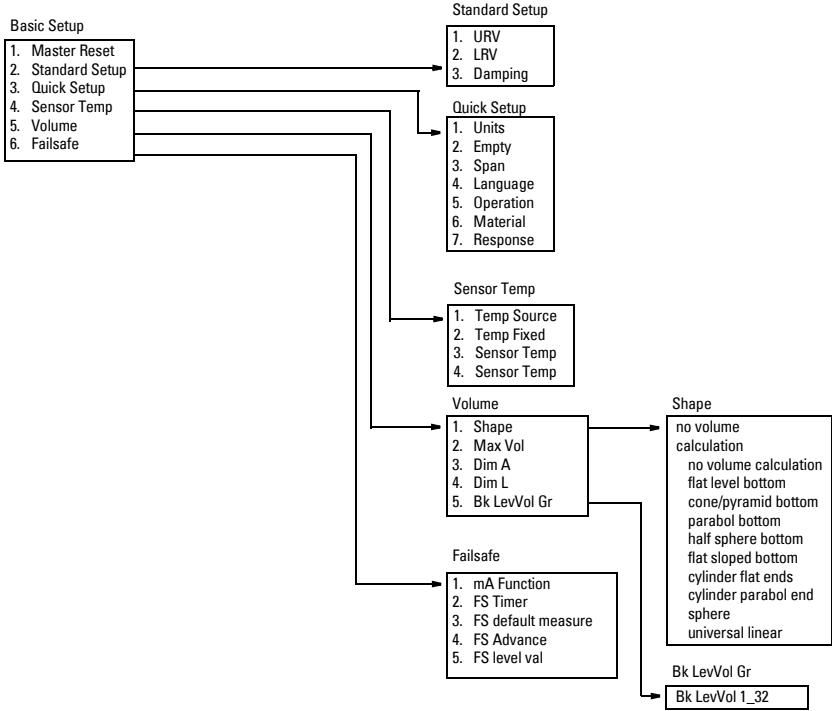 Basic Setup
1. Master Reset
2. Standard Setup
3. Quick Setup
4. Sensor Temp
5. Volume
6. Failsafe
Standard Setup
1. URV
2. LRV
3. Damping
Quick Setup
1. Units
2. Empty
3. Span
4. Language
5. Operation
6. Material
7. Response
Sensor Temp
1. Temp Source
2. Temp Fixed
3. Sensor Temp
4. Sensor Temp
Volume
1. Shape
2. Max Vol
3. Dim A
4. Dim L
5. Bk LevVol Gr
Shape
no volume
calculation
no volume calculation
flat level bottom
cone/pyramid bottom
parabol bottom
half sphere bottom
flat sloped bottom
cylinder flat ends
cylinder parabol end
sphere
universal linear
Failsafe
1. mA Function
2. FS Timer
3. FS default measure
4. FS Advance
5. FS level val
Bk LevVol Gr
Bk LevVol 1_32